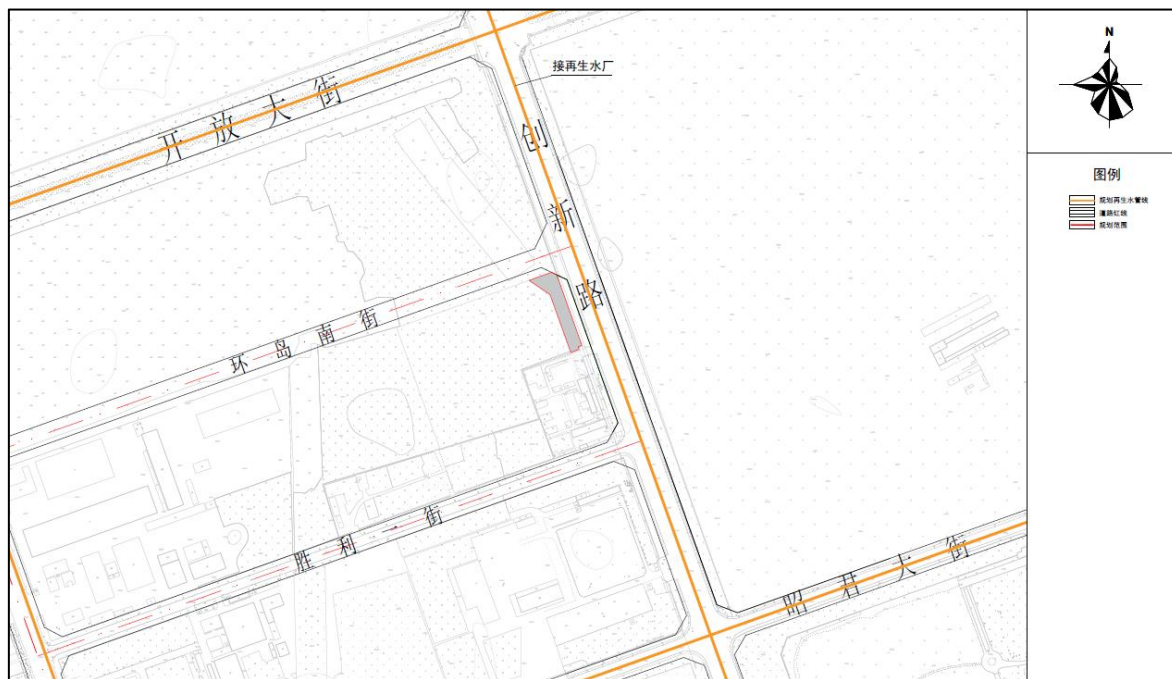 N
接再生水厂
开放大街
创新路
环岛南街
胜利一街
昭君大街
图例
规划再生水管线
道路红线
规划范围